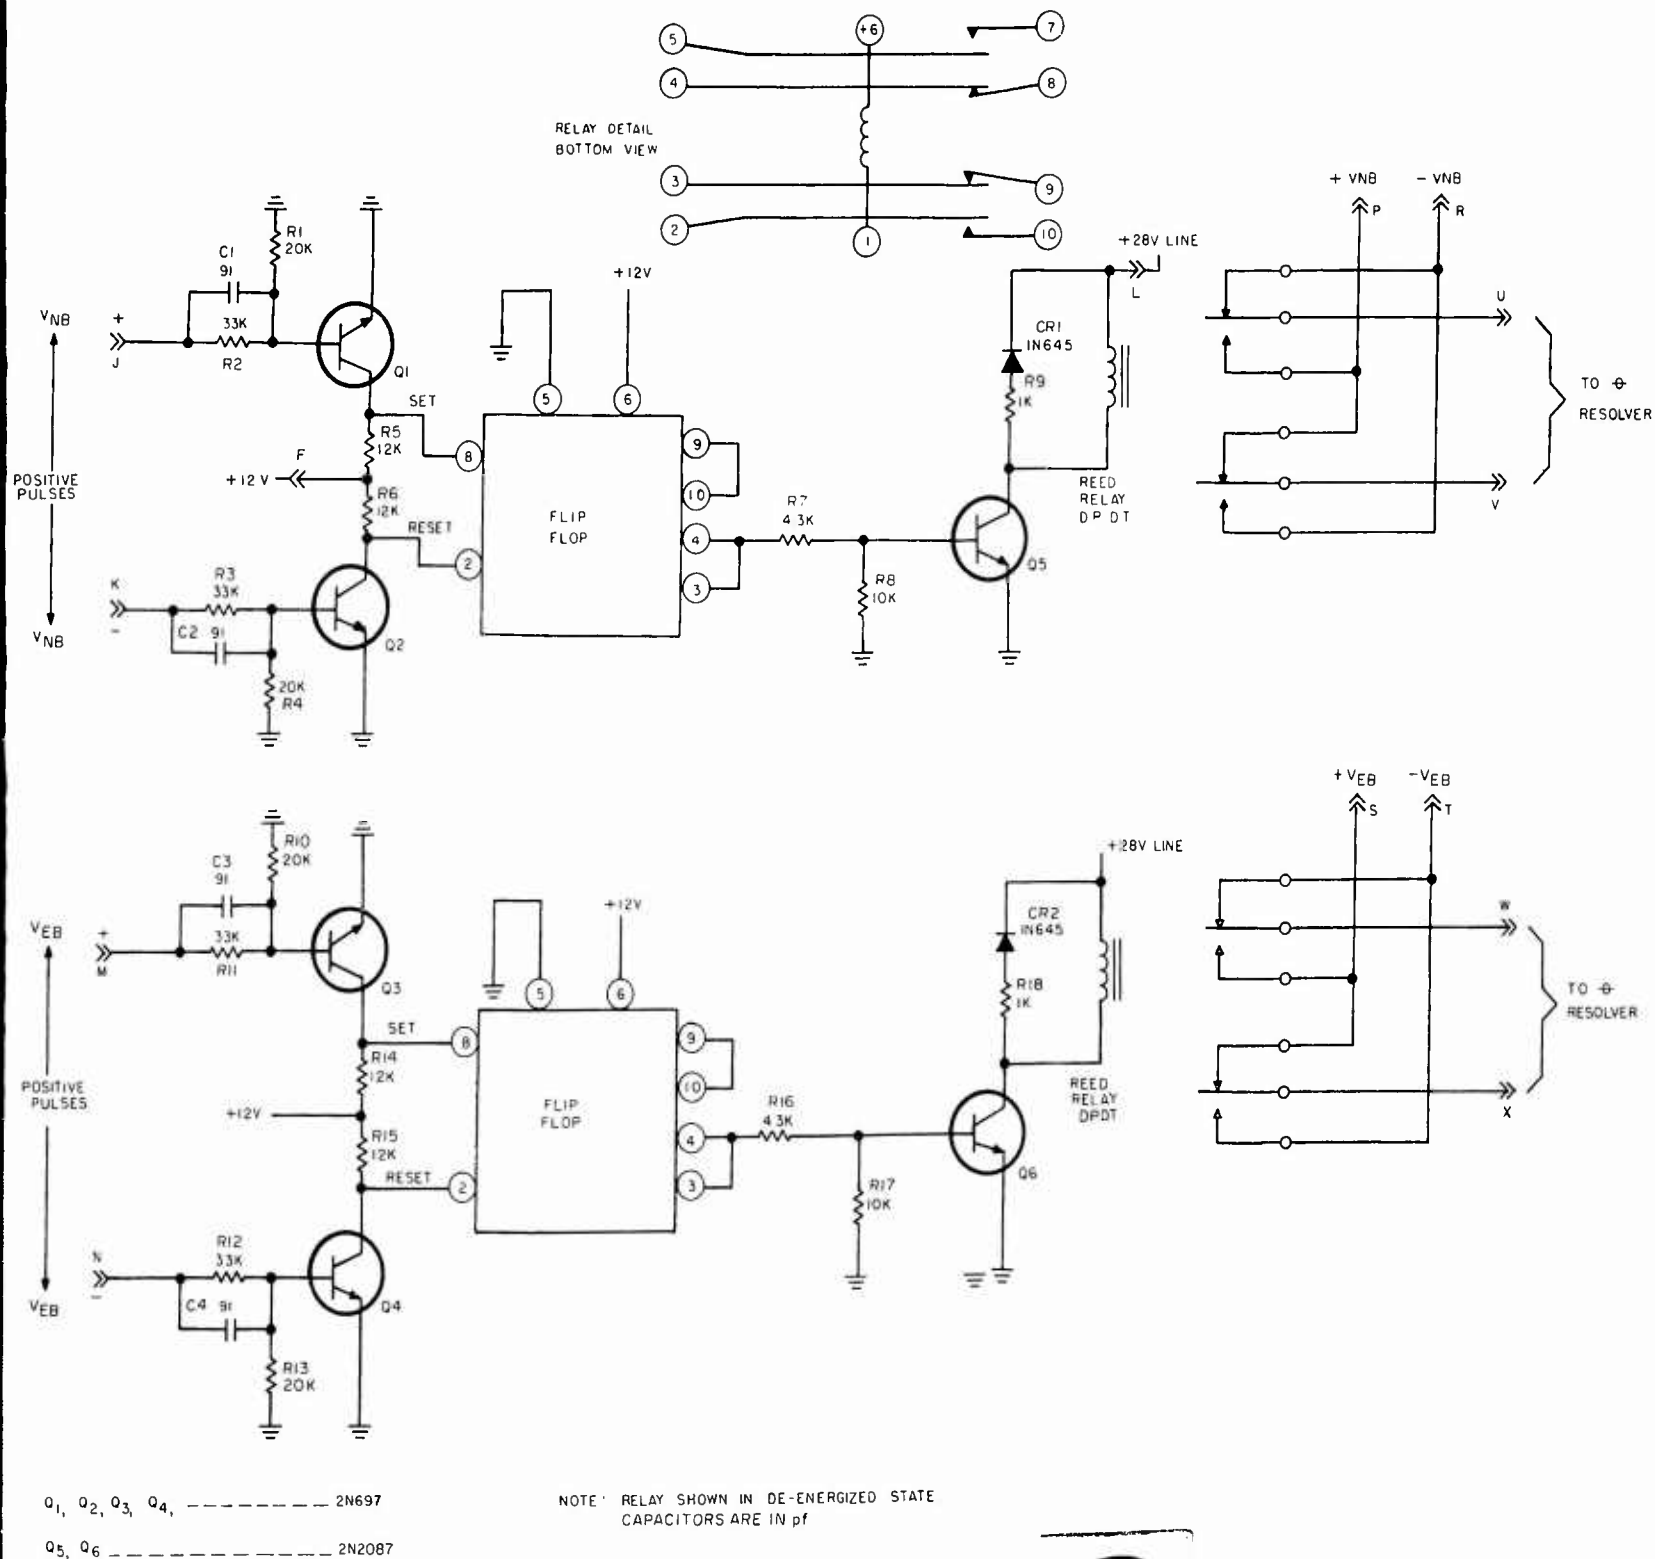 5
4
3
2
+6
1
7
8
9
10
RELAY DETAIL
BOTTOM VIEW
R1
20K
C1
91
33K
R2
VNB
+
J
POSITIVE
PULSES
VNB
Q1
SET
R5
12K
F
+12 V
R6
12K
RESET
K
-
R3
33K
C2 91
20K
R4
Q2
+12V
5
6
8
2
9
10
4
3
FLIP
FLOP
R7
4.3K
R8
10K
+28V LINE
L
CR1
1N645
R9
1K
REED
RELAY
DPDT
Q5
+ VNB
- VNB
P
R
U
V
TO θ
RESOLVER
R10
20K
C3
91
33K
R11
VEB
+
M
POSITIVE
PULSES
VEB
Q3
SET
R14
12K
+12V
R15
12K
RESET
N
-
R12
33K
C4 91
R13
20K
Q4
+12V
5
6
8
2
9
10
4
3
FLIP
FLOP
R16
4.3K
R17
10K
+28V LINE
CR2
1N645
R18
1K
REED
RELAY
DPDT
Q6
+VEB
-VEB
S
T
W
X
TO θ
RESOLVER
Q1, Q2, Q3, Q4, ---------- 2N697
Q5, Q6 ------------- 2N2087
NOTE: RELAY SHOWN IN DE-ENERGIZED STATE
CAPACITORS ARE IN pf